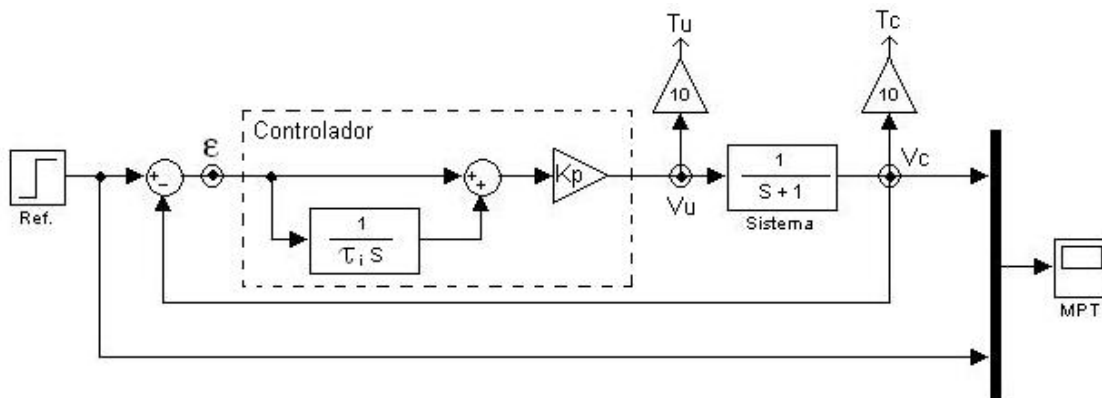 Tu
Tc
10
10
Controlador
ε
+
−
+
+
Kp
1
S + 1
Vc
Ref.
Vu
Sistema
1
τi S
MPT